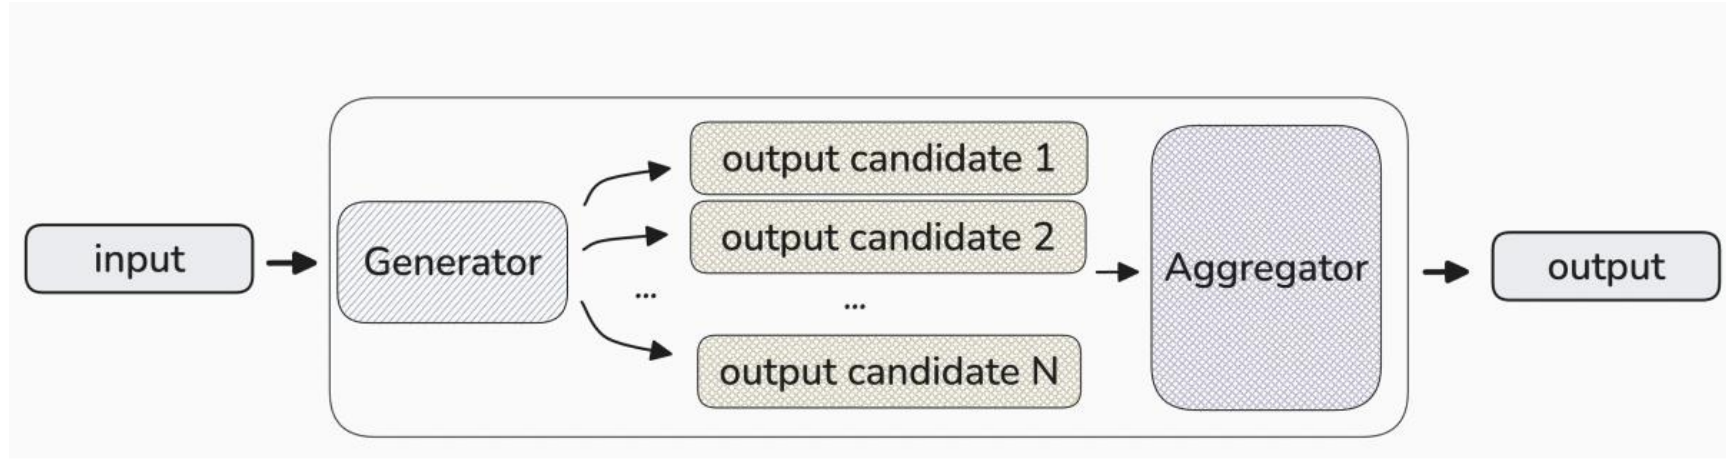 input
Generator
...
output candidate 1
output candidate 2
...
output candidate N
Aggregator
output